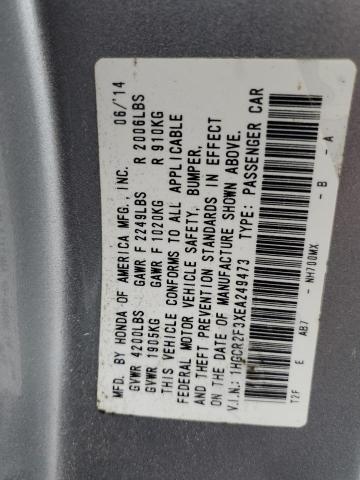 MFD. BY HONDA OF AMERICA MFG., INC. 06/'14
GVWR 4200LBS GAWR F 2249LBS R 2006LBS
GVWR 1905KG GAWR F 1020KG R 910KG
THIS VEHICLE CONFORMS TO ALL APPLICABLE
FEDERAL MOTOR VEHICLE SAFETY, BUMPER,
AND THEFT PREVENTION STANDARDS IN EFFECT
ON THE DATE OF MANUFACTURE SHOWN ABOVE.
V.I.N.:1HGCR2F3XEA249473 TYPE:PASSENGER CAR
T2F E AB7 - NH700MX - B - A